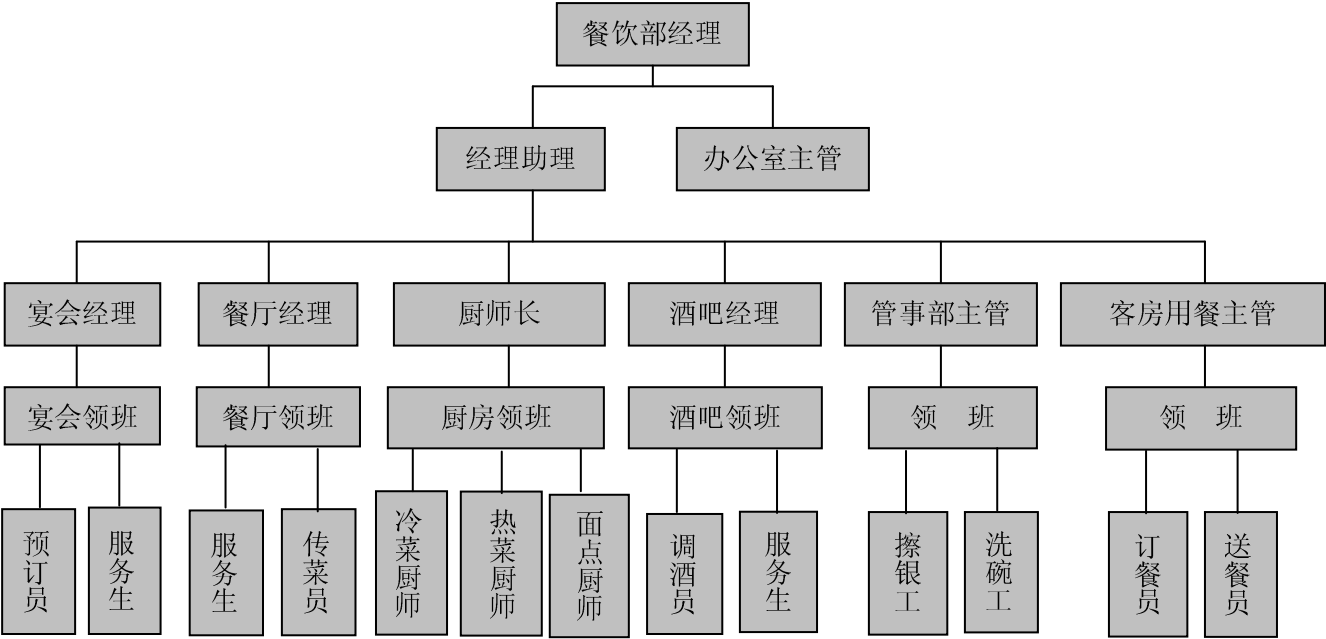 餐饮部经理
经理助理
办公室主管
宴会经理
餐厅经理
厨师长
酒吧经理
管事部主管
客房用餐主管
宴会领班
餐厅领班
厨房领班
酒吧领班
领 班
领 班
预订员
服务生
服务生
传菜员
冷菜厨师
热菜厨师
面点厨师
调酒员
服务生
擦银工
洗碗工
订餐员
送餐员